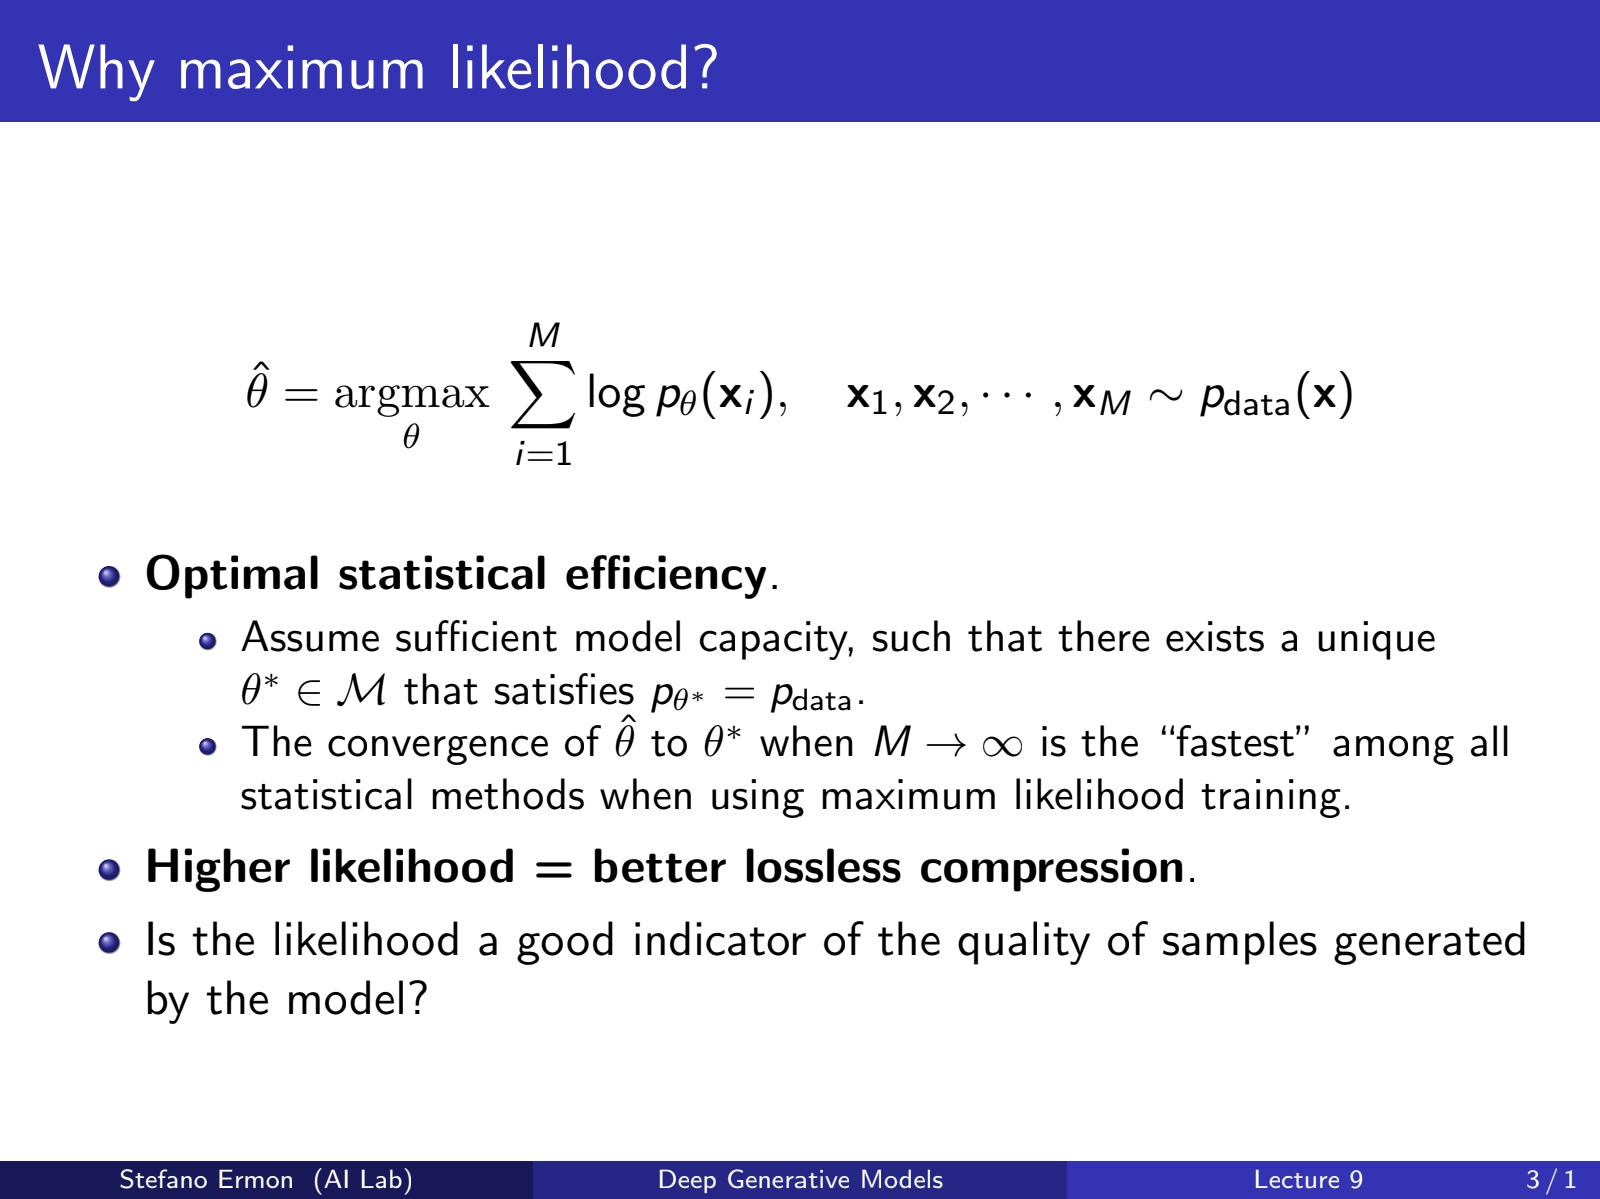 Why maximum likelihood?
θ̂ = argmax_θ ∑_{i=1}^{M} log p_θ(𝐱_i), 𝐱_1, 𝐱_2, ⋯ , 𝐱_M ∼ p_data(𝐱)
• Optimal statistical efficiency.
• Assume sufficient model capacity, such that there exists a unique
θ* ∈ ℳ that satisfies p_θ* = p_data.
• The convergence of θ̂ to θ* when M → ∞ is the “fastest” among all
statistical methods when using maximum likelihood training.
• Higher likelihood = better lossless compression.
• Is the likelihood a good indicator of the quality of samples generated
by the model?
Stefano Ermon (AI Lab) Deep Generative Models Lecture 9 3 / 1